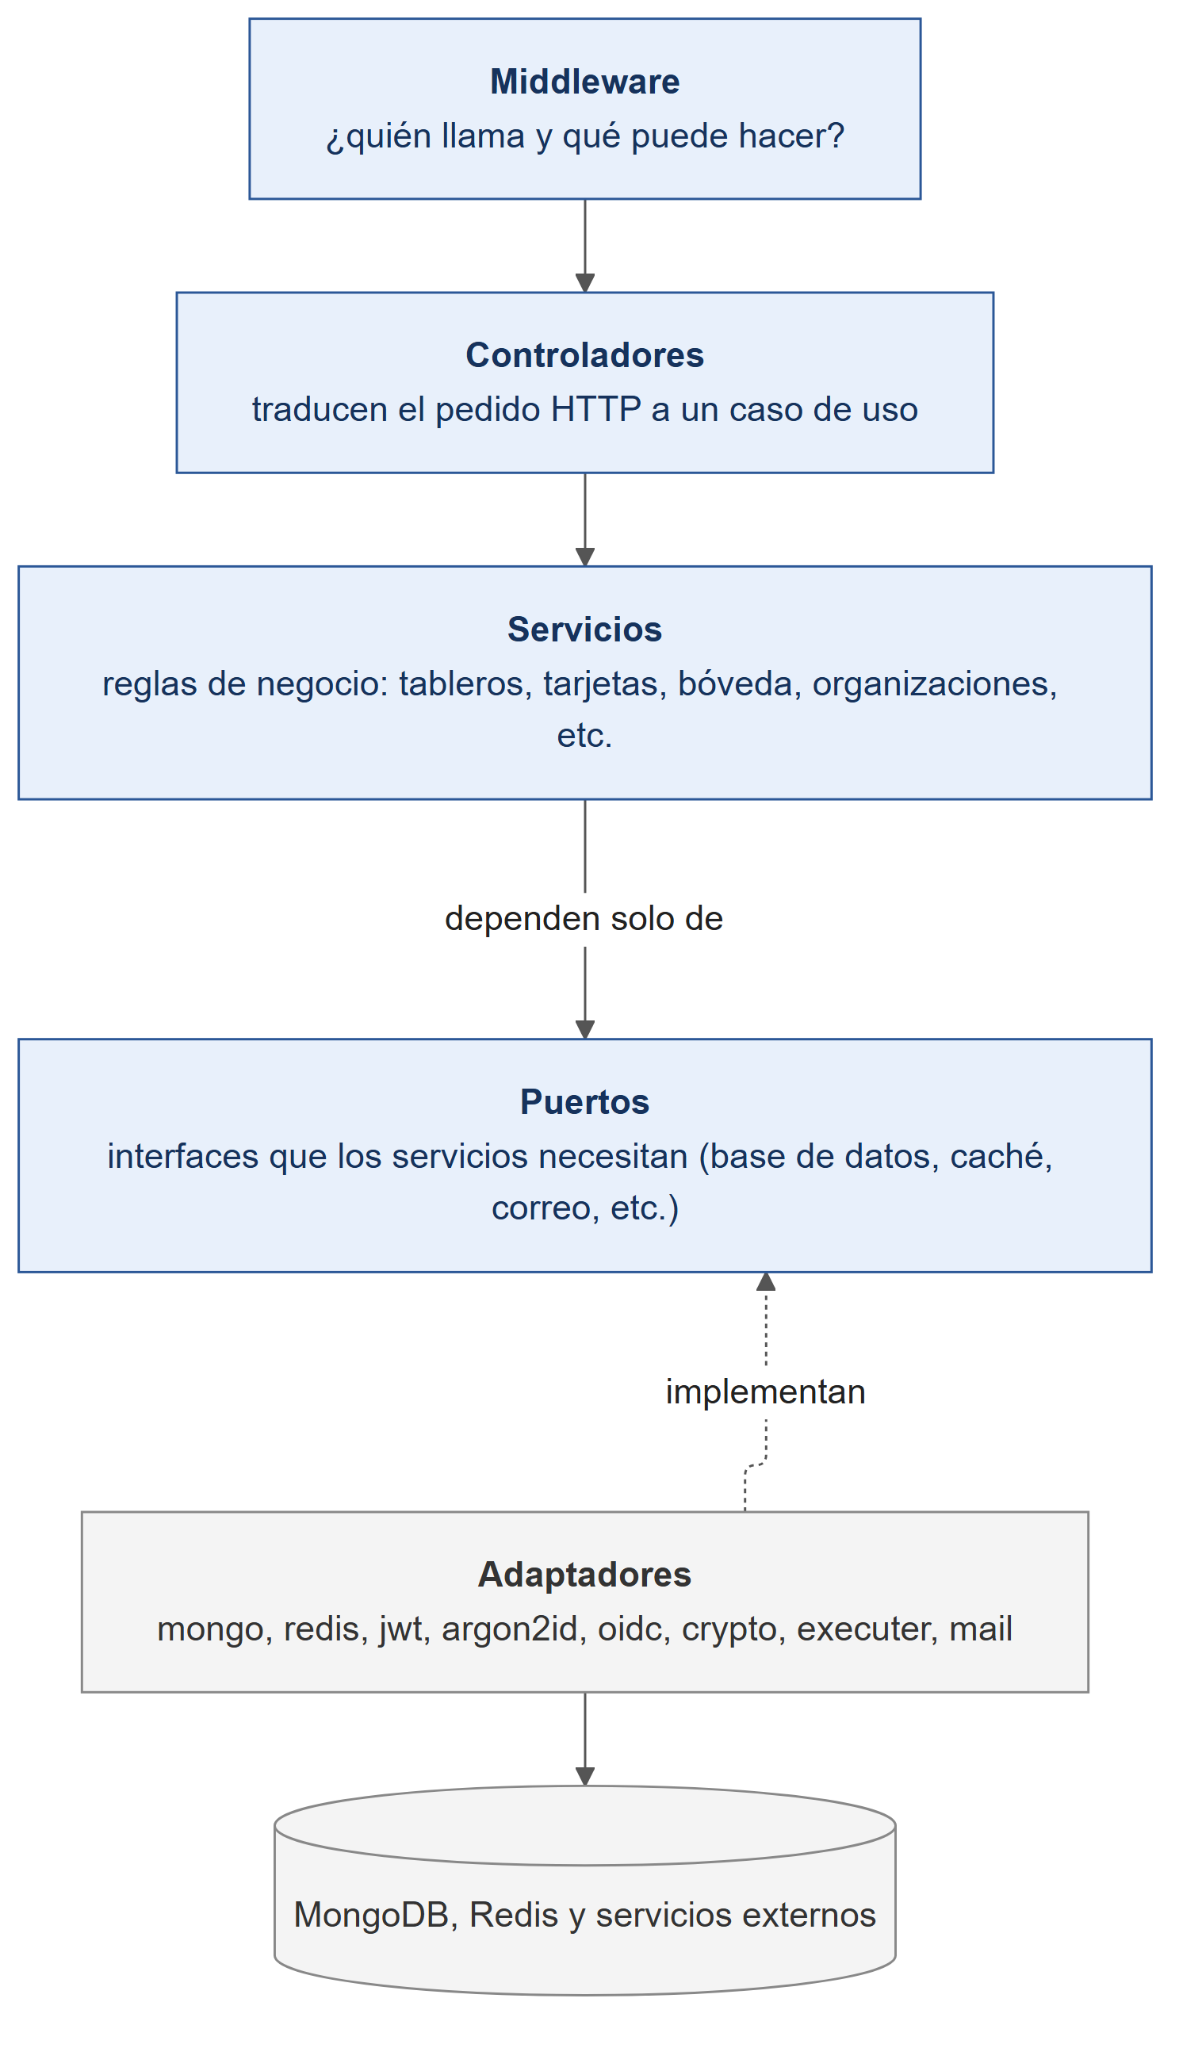 Middleware
¿quién llama y qué puede hacer?
Controladores
traducen el pedido HTTP a un caso de uso
Servicios
reglas de negocio: tableros, tarjetas, bóveda, organizaciones,
etc.
dependen solo de
Puertos
interfaces que los servicios necesitan (base de datos, caché,
correo, etc.)
implementan
Adaptadores
mongo, redis, jwt, argon2id, oidc, crypto, executer, mail
MongoDB, Redis y servicios externos